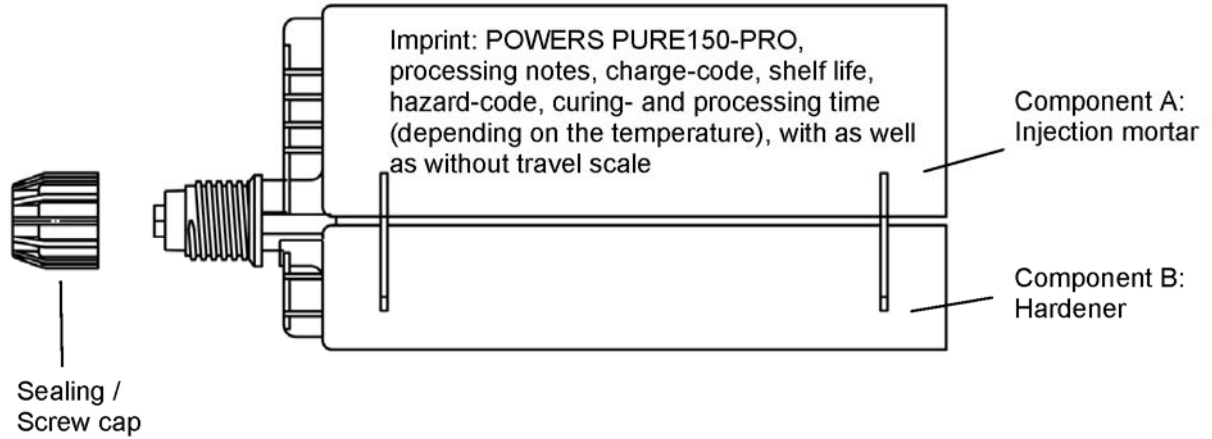 Imprint: POWERS PURE150-PRO,
processing notes, charge-code, shelf life,
hazard-code, curing- and processing time
(depending on the temperature), with as well
as without travel scale
Component A:
Injection mortar
Component B:
Hardener
Sealing /
Screw cap